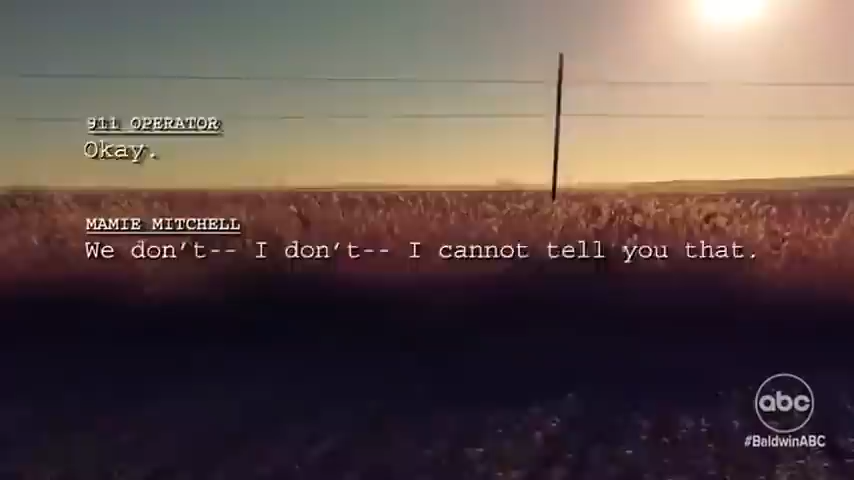 911 OPERATOR
Okay.
MAMIE MITCHELL
We don't-- I don't-- I cannot tell you that.
abc
#BaldwinABC